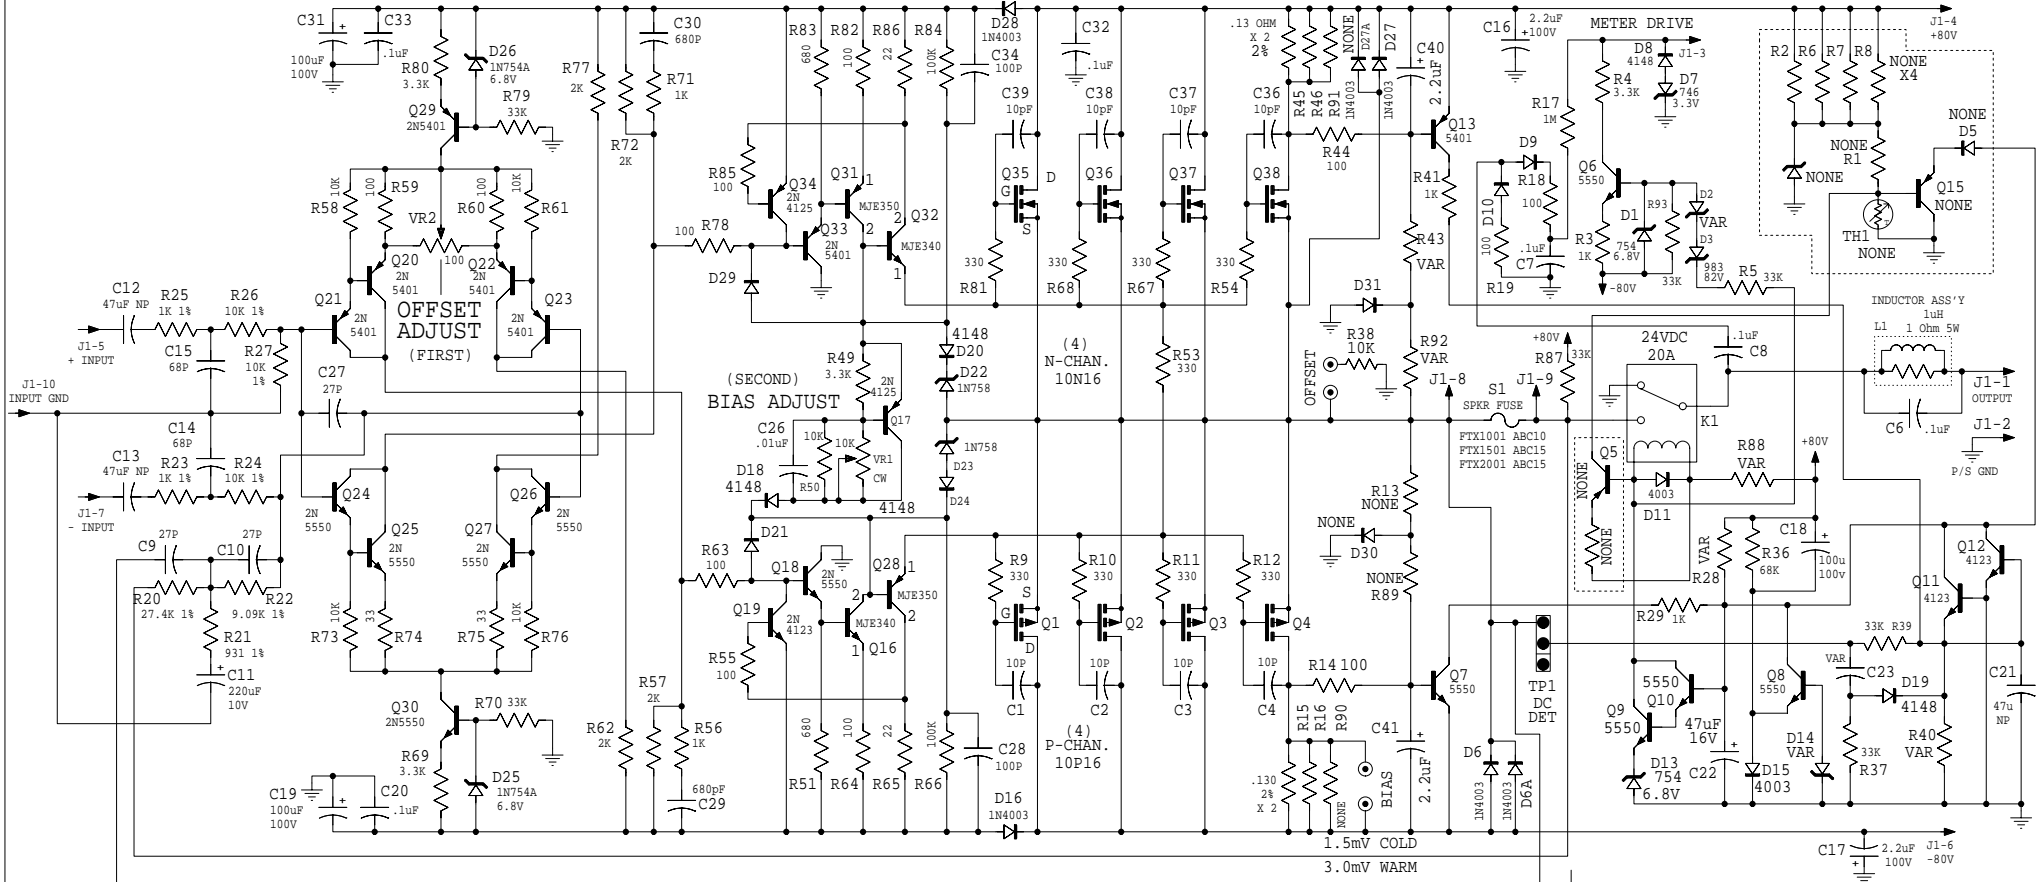 C31
100uF
100V
C33
.1uF
R80
3.3K
D26
1N754A
6.8V
Q29
2N5401
R79
33K
R77
2K
C30
680P
R71
1K
R72
2K
R83
680
R82
100
R86
22
R84
100K
D28
1N4003
C34
100P
C32
.1uF
.13 OHM
X 2
2%
R45
R46
R91
NONE
D27A
1N4003
D27
1N4003
C40
2.2uF
C16
2.2uF
100V
METER DRIVE
D8
4148
J1-3
R4
3.3K
D7
746
3.3V
R2
R6
R7
R8
NONE
X4
J1-4
+80V
R58
10K
R59
100
VR2
100
R60
100
R61
10K
R85
100
Q34
2N
4125
Q31
1
MJE350
2
Q33
2N
5401
Q32
2
MJE340
1
C39
10pF
C38
10pF
C37
10pF
C36
10pF
Q35
G
D
S
Q36
Q37
Q38
R44
100
Q13
5401
R41
1K
R17
1M
D9
R18
100
D10
100
R19
.1uF
C7
Q6
5550
R3
1K
-80V
D1
754
6.8V
R93
33K
D2
VAR
D3
983
82V
R5
33K
NONE
NONE
R1
NONE
D5
Q15
NONE
TH1
NONE
Q20
2N
5401
Q22
2N
5401
Q21
2N
5401
Q23
2N
5401
OFFSET
ADJUST
(FIRST)
R78
100
D29
R81
330
R68
330
R67
330
R54
330
R43
VAR
D31
C12
47uF NP
R25
1K 1%
R26
10K 1%
J1-5
+ INPUT
C15
68P
R27
10K
1%
C27
27P
J1-10
INPUT GND
C14
68P
C13
47uF NP
R23
1K 1%
R24
10K 1%
J1-7
- INPUT
(SECOND)
BIAS ADJUST
R49
3.3K
2N
4125
Q17
4148
D20
D22
1N758
C26
.01uF
10K
R50
10K
VR1
CW
D18
4148
4148
1N758
D23
D24
(4)
N-CHAN.
10N16
R53
330
OFFSET
R38
10K
R92
VAR
J1-8
S1
SPKR FUSE
J1-9
FTX1001 ABC10
FTX1501 ABC15
FTX2001 ABC15
+80V
R87
33K
24VDC
20A
K1
.1uF
C8
INDUCTOR ASS'Y
1uH
1 Ohm 5W
L1
J1-1
OUTPUT
C6
.1uF
J1-2
P/S GND
Q5
NONE
NONE
4003
D11
R88
VAR
+80V
Q24
2N
5550
Q25
2N
5550
Q26
2N
5550
Q27
2N
5550
C9
27P
C10
27P
R20
27.4K 1%
R22
9.09K 1%
R21
931 1%
C11
220uF
10V
R73
10K
R74
33
R75
33
R76
10K
R63
100
D21
Q18
2N
5550
Q28
1
MJE350
2
Q19
2N
4123
2
MJE340
1
Q16
R55
100
R9
330
R10
330
R11
330
R12
330
S
G
D
Q1
Q2
Q3
Q4
10P
C1
10P
C2
10P
C3
10P
C4
R13
NONE
NONE
D30
NONE
R89
R14 100
Q7
5550
R29
1K
VAR
R28
R36
68K
C18
100u
100v
Q12
4123
Q11
4123
33K R39
VAR
C23
D19
4148
C21
47u
NP
TP1
DC
DET
Q9
5550
5550
Q10
Q8
5550
47uF
16V
C22
D13
754
6.8V
D15
4003
D14
VAR
33K
R37
R40
VAR
Q30
2N5550
R70
33K
R69
3.3K
D25
1N754A
6.8V
C19
100uF
100V
C20
.1uF
R62
2K
R57
2K
R56
1K
680pF
C29
680
R51
100
R64
22
R65
100K
R66
C28
100P
D16
1N4003
(4)
P-CHAN.
10P16
.130
2%
X 2
R15
R16
R90
NONE
BIAS
C41
2.2uF
D6
1N4003
1N4003
D6A
1.5mV COLD
3.0mV WARM
C17
2.2uF
100V
J1-6
-80V